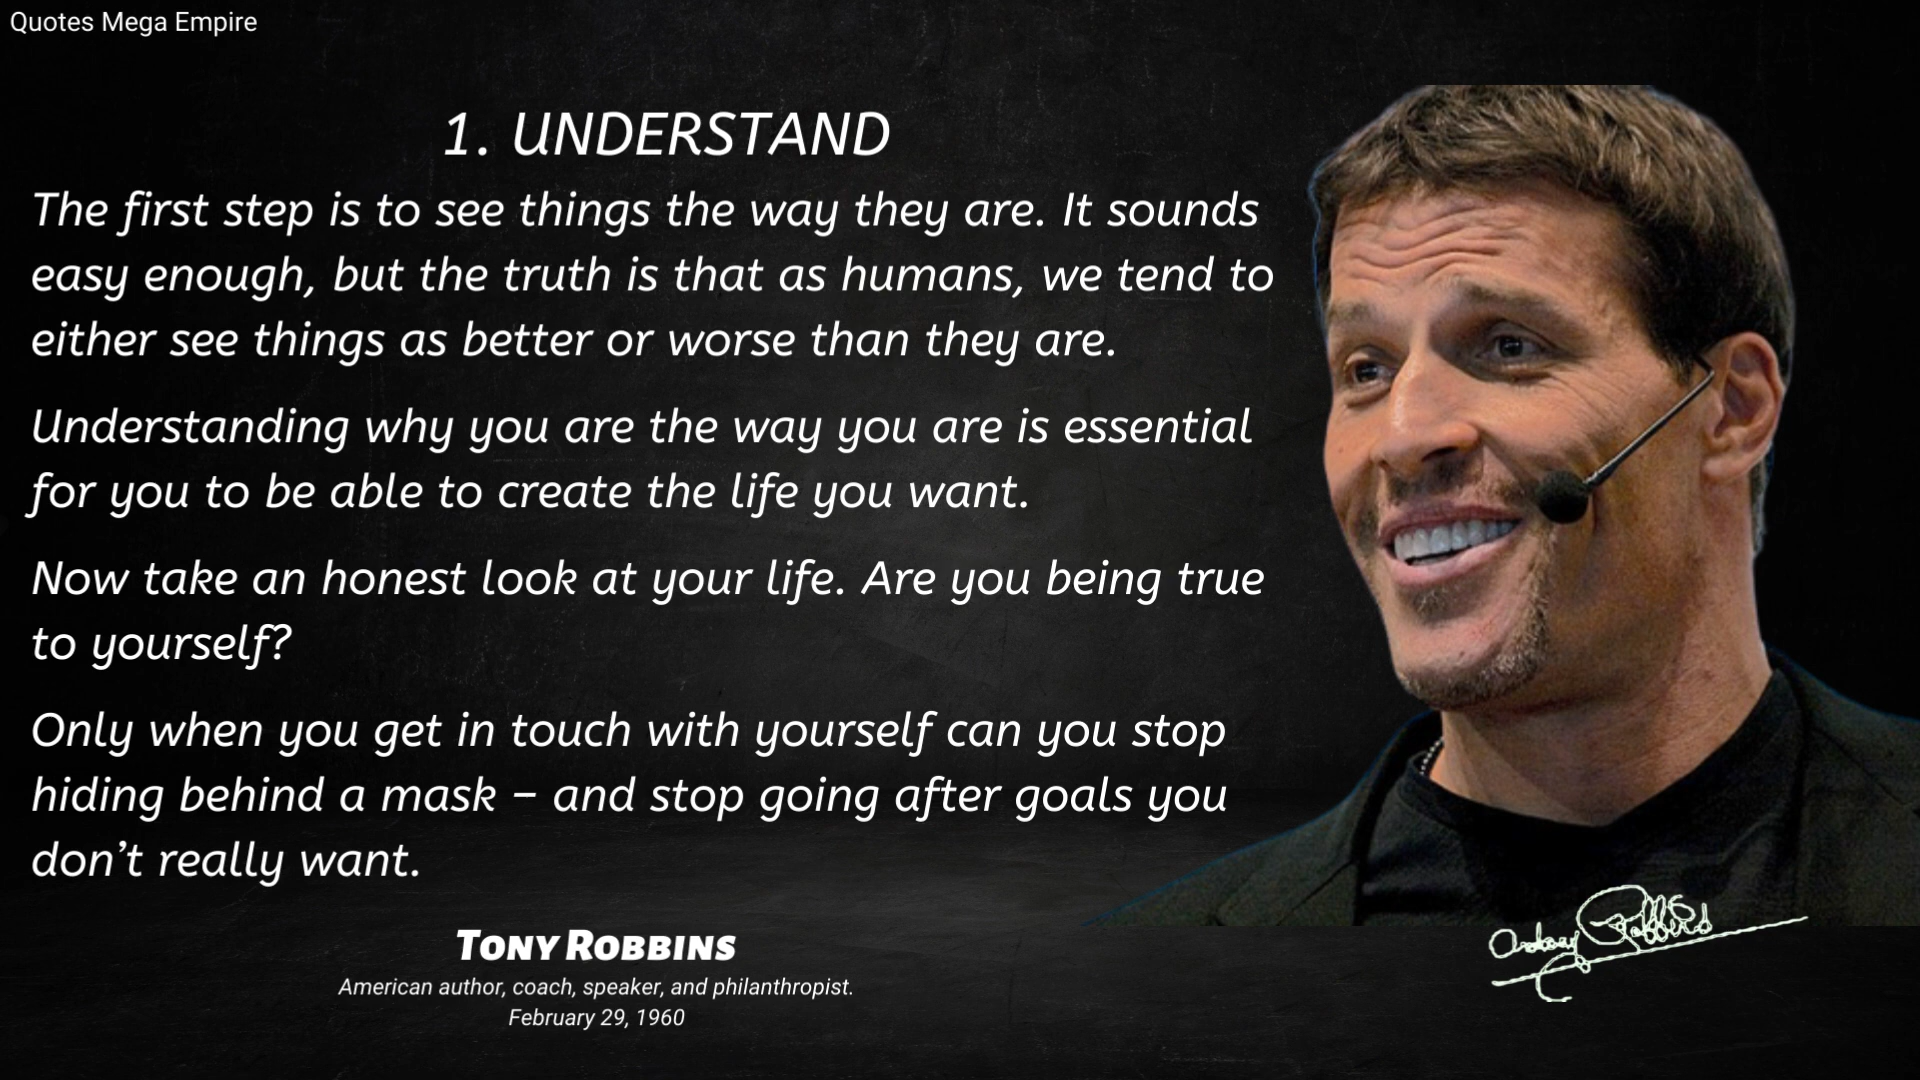 Quotes Mega Empire
1. UNDERSTAND
The first step is to see things the way they are. It sounds
easy enough, but the truth is that as humans, we tend to
either see things as better or worse than they are.
Understanding why you are the way you are is essential
for you to be able to create the life you want.
Now take an honest look at your life. Are you being true
to yourself?
Only when you get in touch with yourself can you stop
hiding behind a mask – and stop going after goals you
don’t really want.
TONY ROBBINS
American author, coach, speaker, and philanthropist.
February 29, 1960